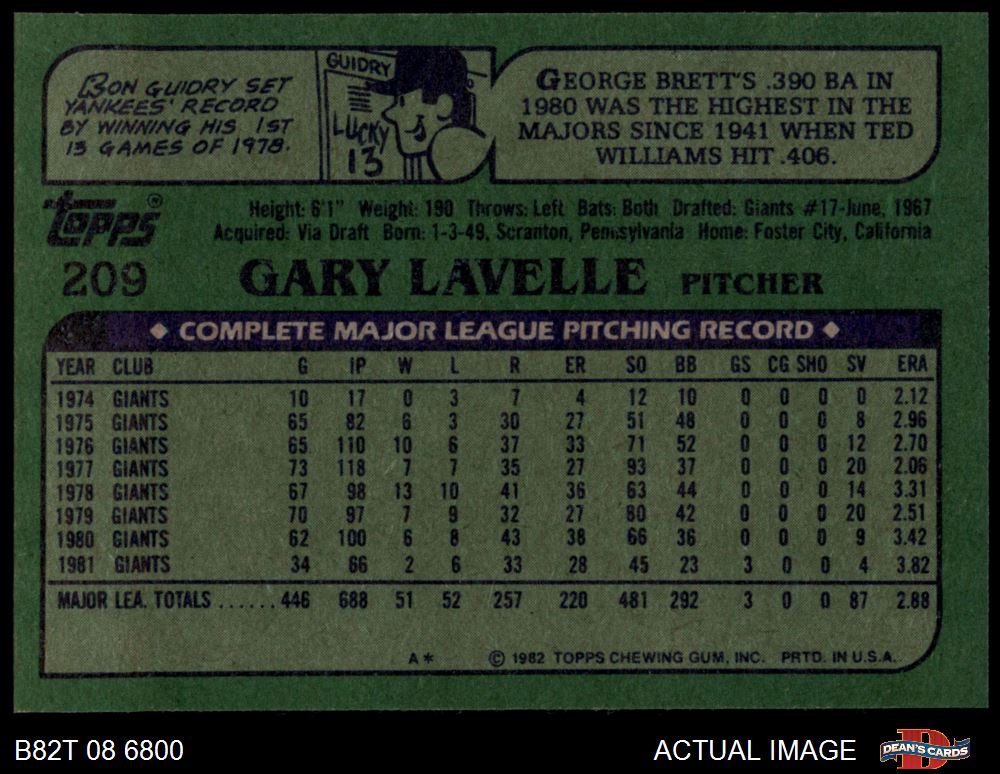 RON GUIDRY SET
YANKEES' RECORD
BY WINNING HIS 1ST
13 GAMES OF 1978.
GUIDRY
LUCKY
13
GEORGE BRETT'S .390 BA IN
1980 WAS THE HIGHEST IN THE
MAJORS SINCE 1941 WHEN TED
WILLIAMS HIT .406.
TOPPS®
Height: 6'1" Weight: 190 Throws: Left Bats: Both Drafted: Giants #17-June, 1967
Acquired: Via Draft Born: 1-3-49, Scranton, Pennsylvania Home: Foster City, California
209 GARY LAVELLE PITCHER
◆ COMPLETE MAJOR LEAGUE PITCHING RECORD ◆
YEAR CLUB G IP W L R ER SO BB GS CG SHO SV ERA
1974 GIANTS 10 17 0 3 7 4 12 10 0 0 0 0 2.12
1975 GIANTS 65 82 6 3 30 27 51 48 0 0 0 8 2.96
1976 GIANTS 65 110 10 6 37 33 71 52 0 0 0 12 2.70
1977 GIANTS 73 118 7 7 35 27 93 37 0 0 0 20 2.06
1978 GIANTS 67 98 13 10 41 36 63 44 0 0 0 14 3.31
1979 GIANTS 70 97 7 9 32 27 80 42 0 0 0 20 2.51
1980 GIANTS 62 100 6 8 43 38 66 36 0 0 0 9 3.42
1981 GIANTS 34 66 2 6 33 28 45 23 3 0 0 4 3.82
MAJOR LEA. TOTALS ......446 688 51 52 257 220 481 292 3 0 0 87 2.88
A* © 1982 TOPPS CHEWING GUM, INC. PRTD. IN U.S.A.
B82T 08 6800 ACTUAL IMAGE DEAN'S CARDS